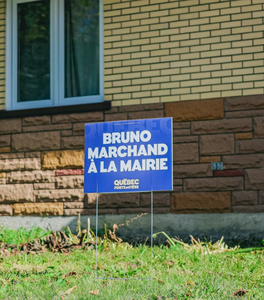 BRUNO
MARCHAND
À LA MAIRIE
QUÉBEC
FORTE ET FIÈRE